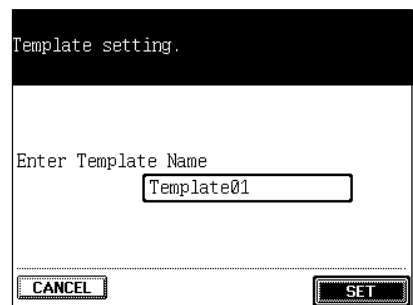 Template setting.
Enter Template Name
Template01
CANCEL
SET